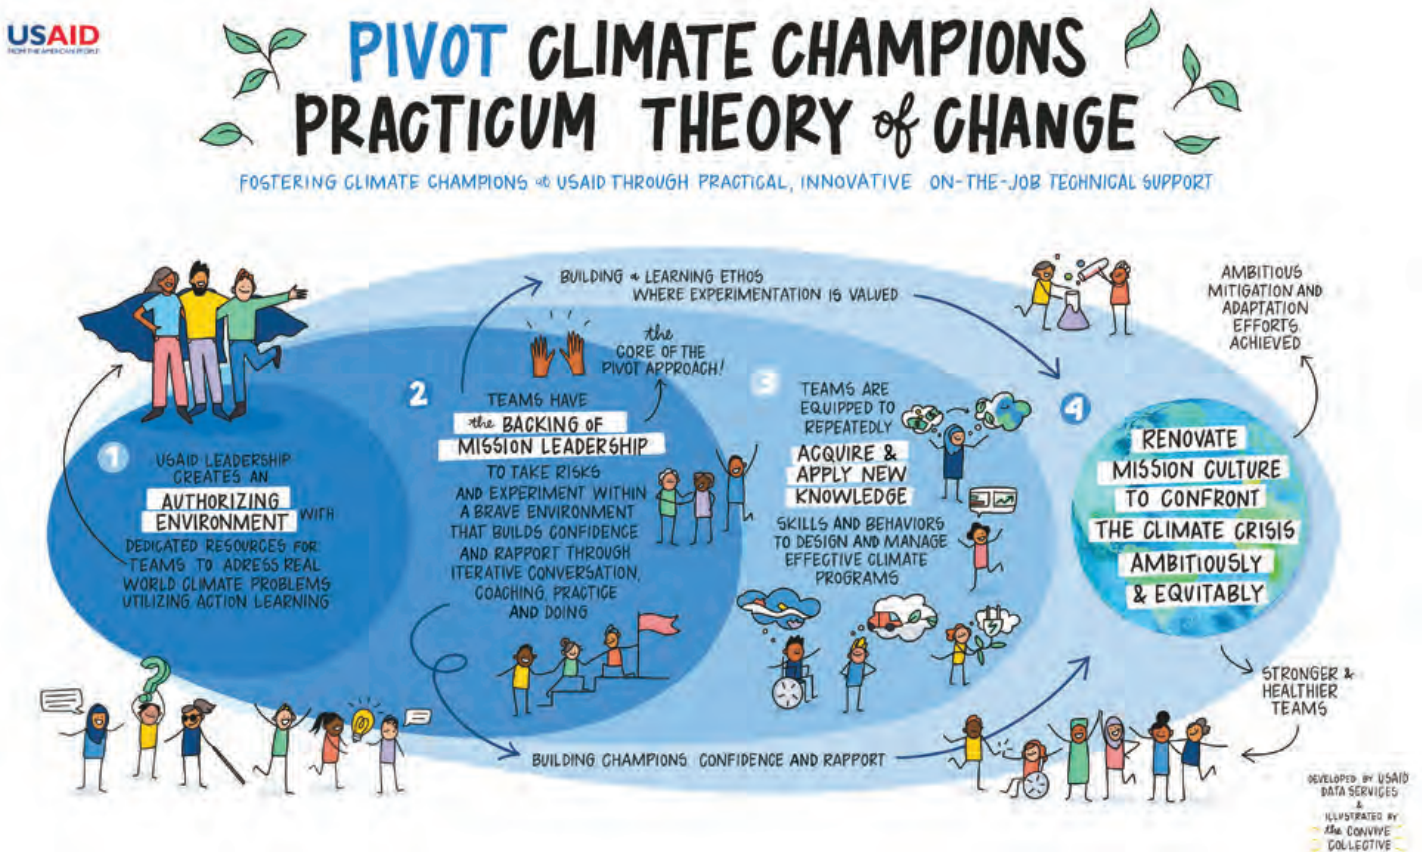 USAID
FROM THE AMERICAN PEOPLE
PIVOT CLIMATE CHAMPIONS
PRACTICUM THEORY of CHANGE
FOSTERING CLIMATE CHAMPIONS @ USAID THROUGH PRACTICAL, INNOVATIVE ON-THE-JOB TECHNICAL SUPPORT
1
USAID LEADERSHIP
CREATES AN
AUTHORIZING
ENVIRONMENT WITH
DEDICATED RESOURCES FOR
TEAMS TO ADRESS REAL
WORLD CLIMATE PROBLEMS
UTILIZING ACTION LEARNING
2
TEAMS HAVE
the BACKING OF
MISSION LEADERSHIP
TO TAKE RISKS
AND EXPERIMENT WITHIN
A BRAVE ENVIRONMENT
THAT BUILDS CONFIDENCE
AND RAPPORT THROUGH
ITERATIVE CONVERSATION,
COACHING, PRACTICE
AND DOING
the
CORE OF THE
PIVOT APPROACH!
BUILDING & LEARNING ETHOS
WHERE EXPERIMENTATION IS VALUED
BUILDING CHAMPIONS CONFIDENCE AND RAPPORT
3
TEAMS ARE
EQUIPPED TO
REPEATEDLY
ACQUIRE &
APPLY NEW
KNOWLEDGE
SKILLS AND BEHAVIORS
TO DESIGN AND MANAGE
EFFECTIVE CLIMATE
PROGRAMS
4
RENOVATE
MISSION CULTURE
TO CONFRONT
THE CLIMATE CRISIS
AMBITIOUSLY
& EQUITABLY
AMBITIOUS
MITIGATION AND
ADAPTATION
EFFORTS
ACHIEVED
STRONGER &
HEALTHIER
TEAMS
?
DEVELOPED BY USAID
DATA SERVICES
&
ILLUSTRATED BY
the CONVIVE
COLLECTIVE